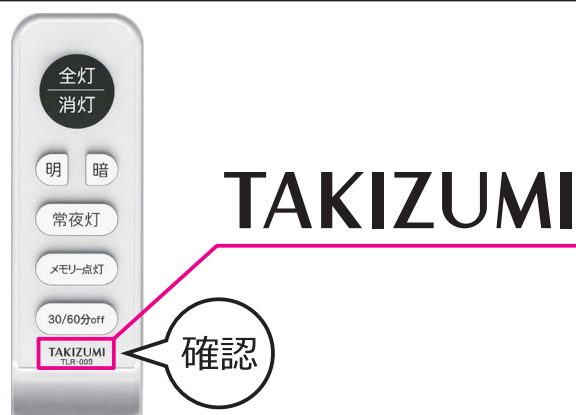 全灯
消灯
明 暗
常夜灯
メモリー点灯
30/60分off
TAKIZUMI
TLR-009
TAKIZUMI
確認